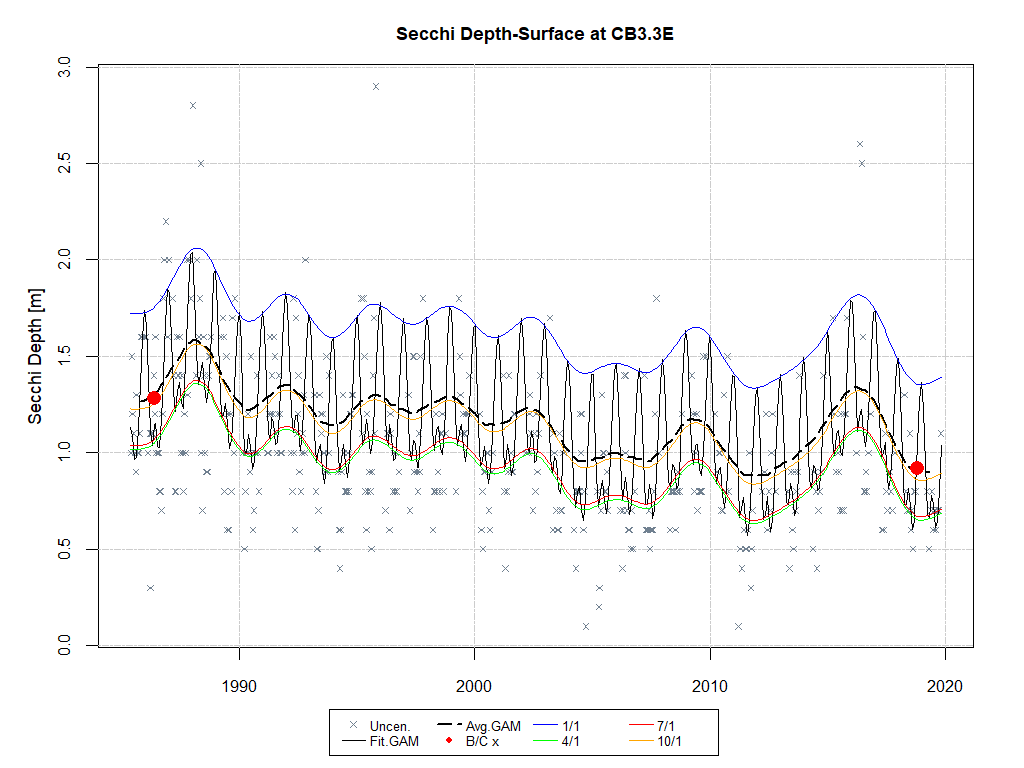 Secchi Depth-Surface at CB3.3E
Secchi Depth [m]
3.0
2.5
2.0
1.5
1.0
0.5
0.0
1990 2000 2010 2020
Uncen. Avg.GAM 1/1 7/1
Fit.GAM B/C x 4/1 10/1